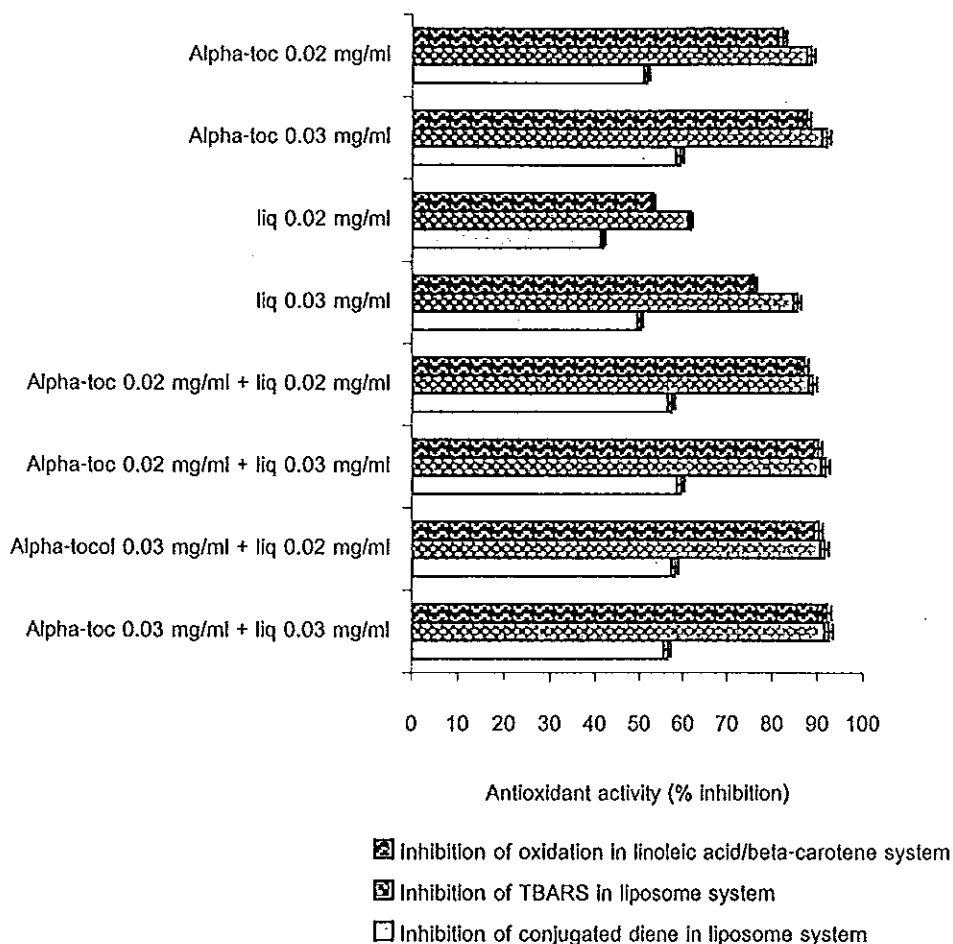 Alpha-toc 0.02 mg/ml
Alpha-toc 0.03 mg/ml
liq 0.02 mg/ml
liq 0.03 mg/ml
Alpha-toc 0.02 mg/ml + liq 0.02 mg/ml
Alpha-toc 0.02 mg/ml + liq 0.03 mg/ml
Alpha-tocol 0.03 mg/ml + liq 0.02 mg/ml
Alpha-toc 0.03 mg/ml + liq 0.03 mg/ml
0 10 20 30 40 50 60 70 80 90 100
Antioxidant activity (% inhibition)
Inhibition of oxidation in linoleic acid/beta-carotene system
Inhibition of TBARS in liposome system
Inhibition of conjugated diene in liposome system